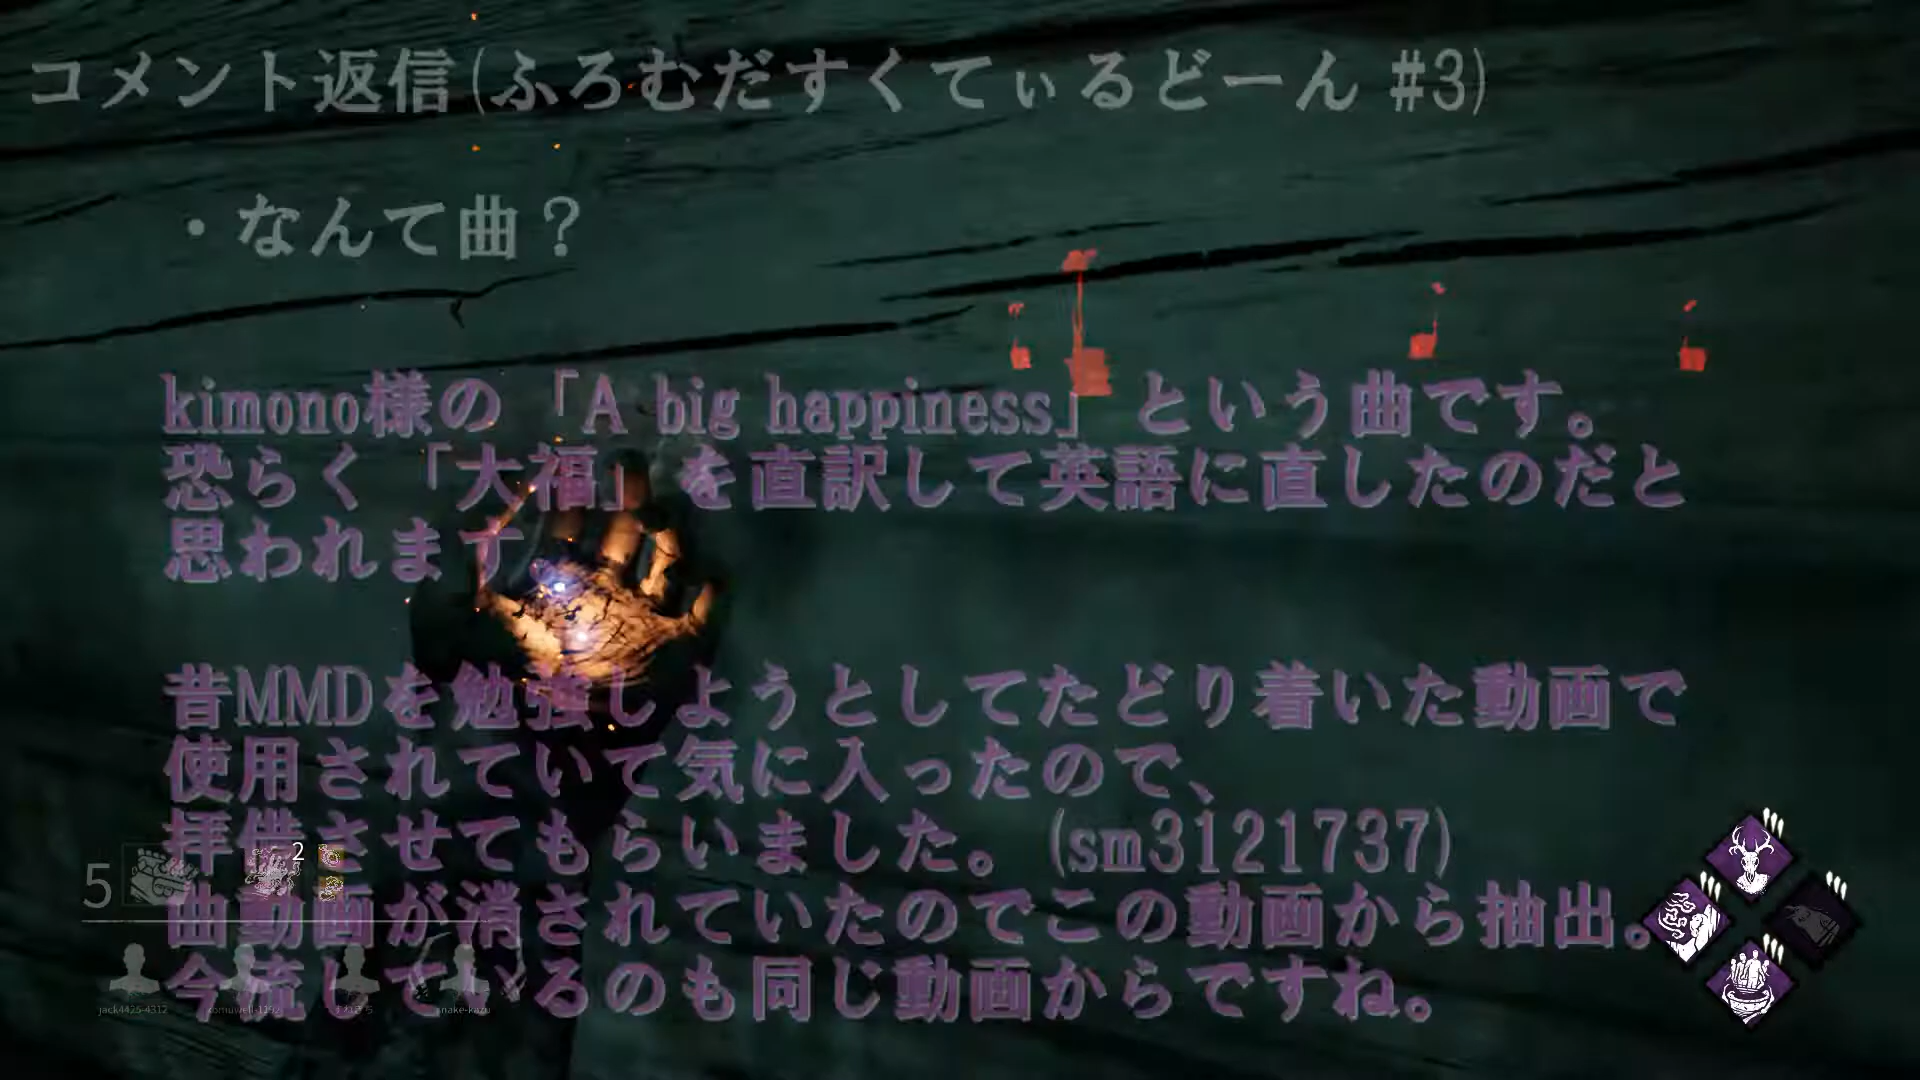 コメント返信(ふろむだすくてぃるどーん #3)
・なんて曲？
kimono様の「A big happiness」という曲です。
恐らく「大福」を直訳して英語に直したのだと
思われます
昔MMDを勉強しようとしてたどり着いた動画で
使用されていて気に入ったので、
拝借させてもらいました。(sm3121737)
曲動画が消されていたのでこの動画から抽出。
今流しているのも同じ動画からですね。
5
2
jack4425-4312
snake-kazu